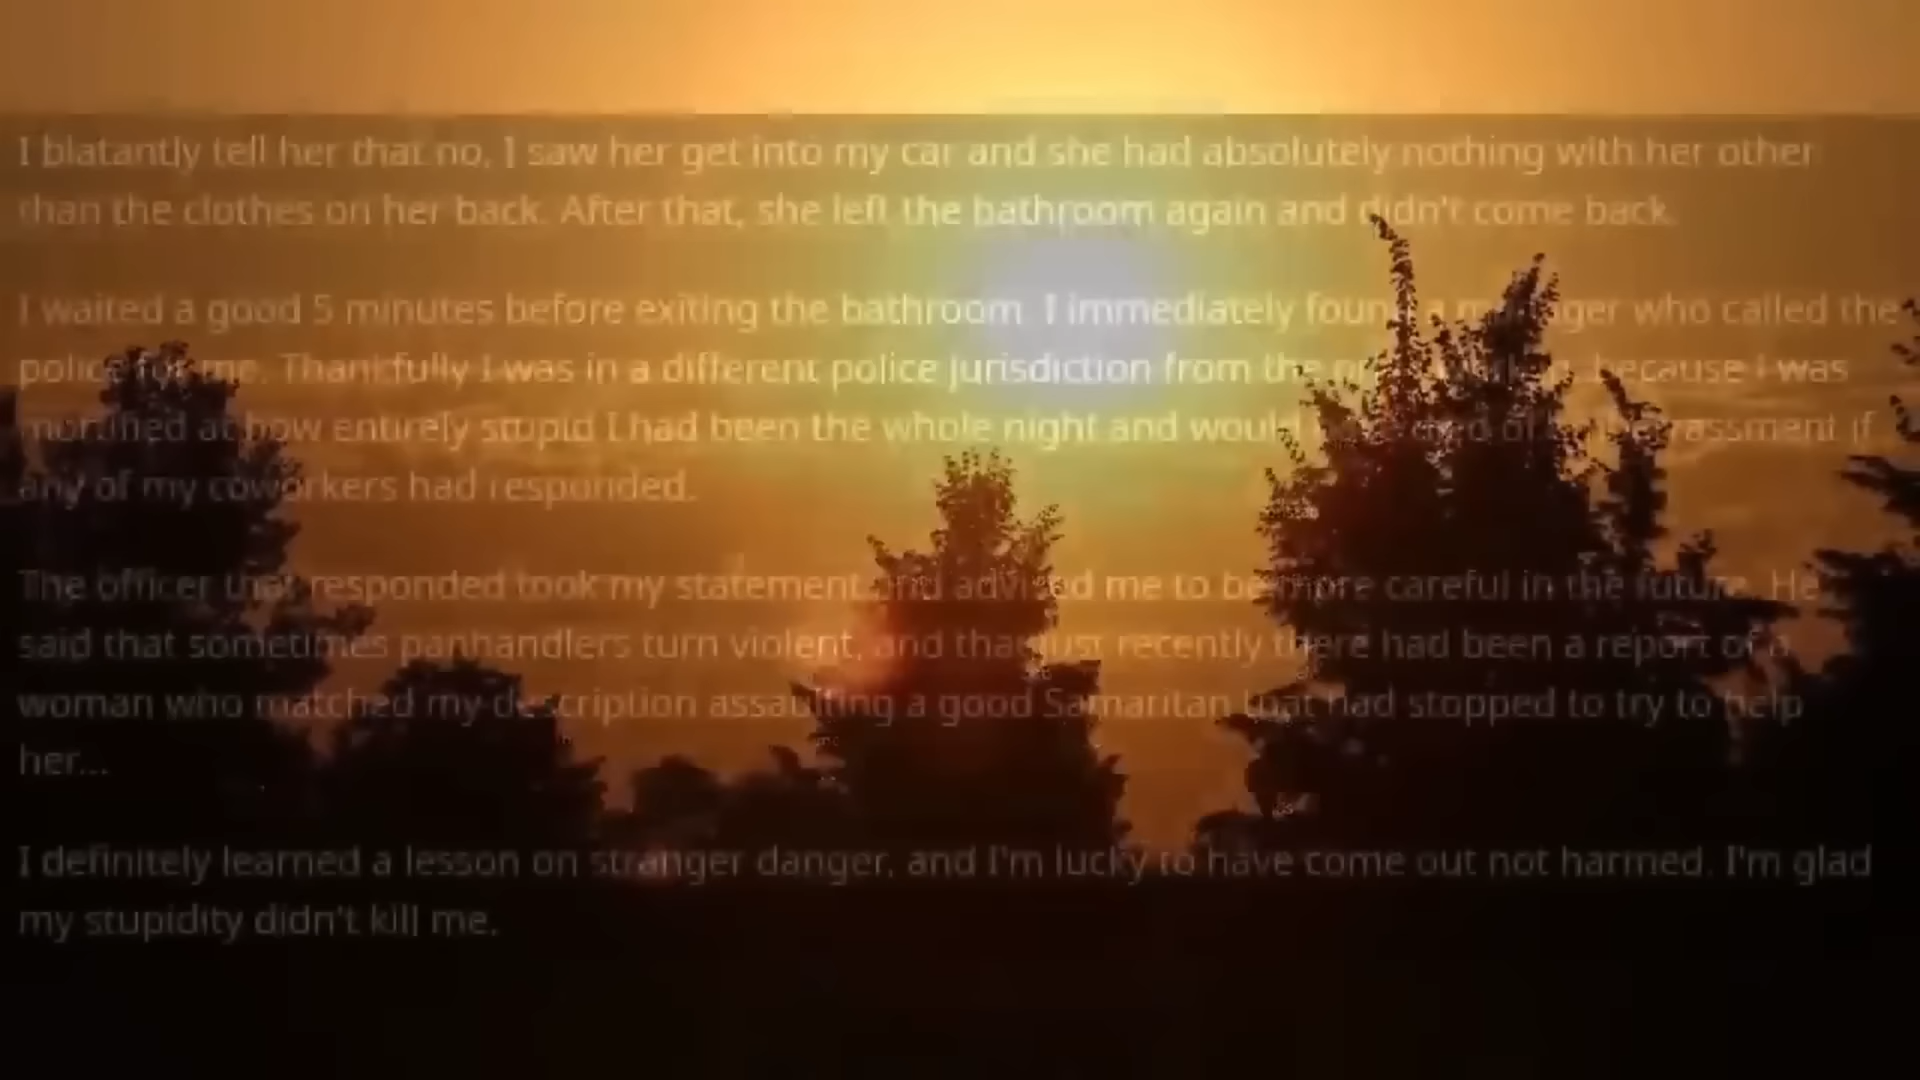 I blatantly tell her that no, I saw her get into my car and she had absolutely nothing with her other
than the clothes on her back. After that, she left the bathroom again and didn't come back.
I waited a good 5 minutes before exiting the bathroom. I immediately found a manager who called the
police for me. Thankfully I was in a different police jurisdiction from the one I work in, because I was
mortified at how entirely stupid I had been the whole night and would have died of embarrassment if
any of my coworkers had responded.
The officer that responded took my statement and advised me to be more careful in the future. He
said that sometimes panhandlers turn violent, and that just recently there had been a report of a
woman who matched my description assaulting a good Samaritan that had stopped to try to help
her...
I definitely learned a lesson on stranger danger, and I'm lucky to have come out not harmed. I'm glad
my stupidity didn't kill me.